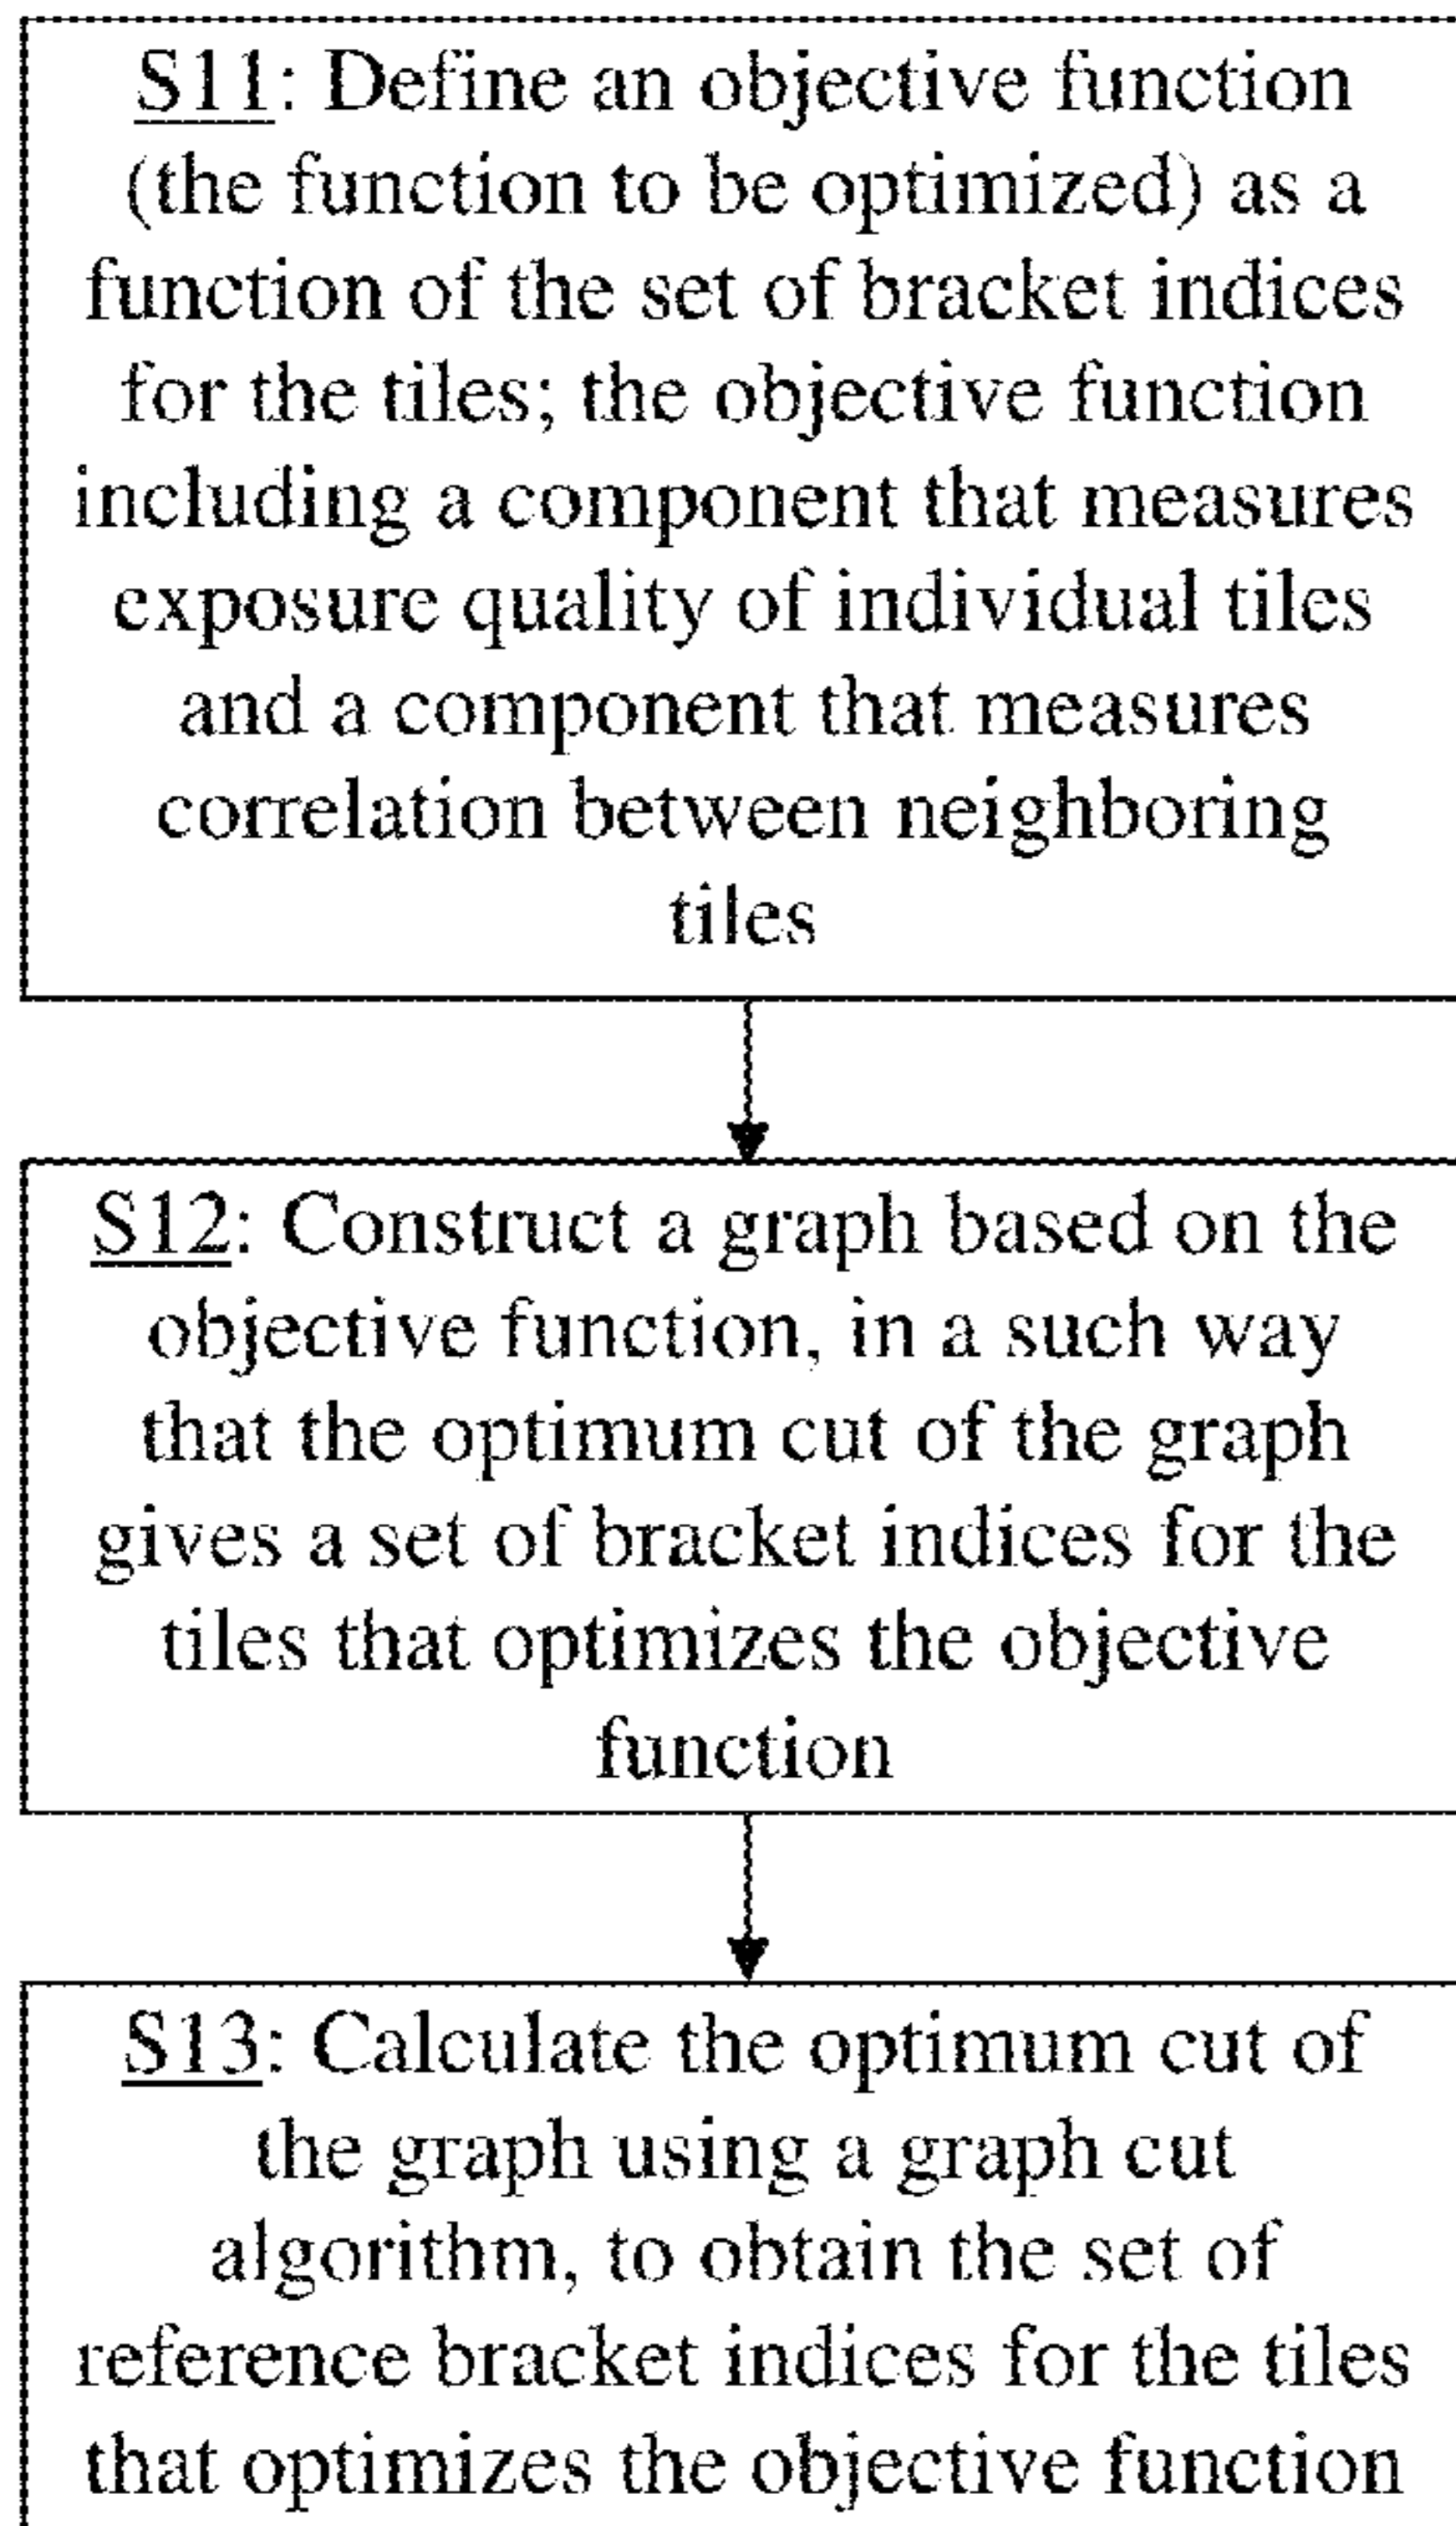 S11: Define an objective function
(the function to be optimized) as a
function of the set of bracket indices
for the tiles; the objective function
including a component that measures
exposure quality of individual tiles
and a component that measures
correlation between neighboring
tiles
S12: Construct a graph based on the
objective function, in a such way
that the optimum cut of the graph
gives a set of bracket indices for the
tiles that optimizes the objective
function
S13: Calculate the optimum cut of
the graph using a graph cut
algorithm, to obtain the set of
reference bracket indices for the tiles
that optimizes the objective function